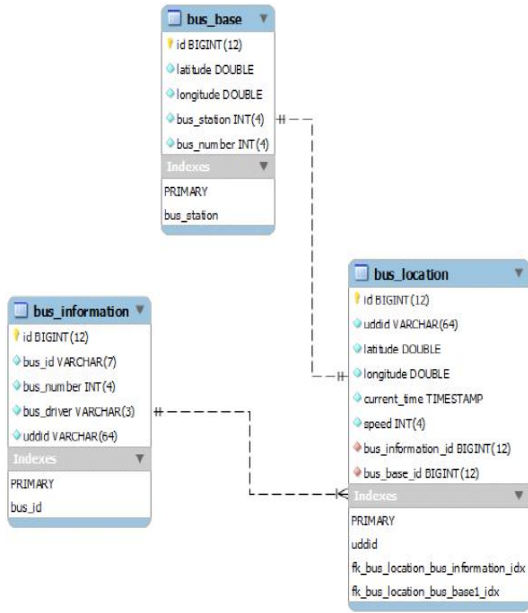 bus_base
id BIGINT(12)
latitude DOUBLE
longitude DOUBLE
bus_station INT(4)
bus_number INT(4)
Indexes
PRIMARY
bus_station
bus_information
id BIGINT(12)
bus_id VARCHAR(7)
bus_number INT(4)
bus_driver VARCHAR(3)
uddid VARCHAR(64)
Indexes
PRIMARY
bus_id
bus_location
id BIGINT(12)
uddid VARCHAR(64)
latitude DOUBLE
longitude DOUBLE
current_time TIMESTAMP
speed INT(4)
bus_information_id BIGINT(12)
bus_base_id BIGINT(12)
Indexes
PRIMARY
uddid
fk_bus_location_bus_information_idx
fk_bus_location_bus_base1_idx